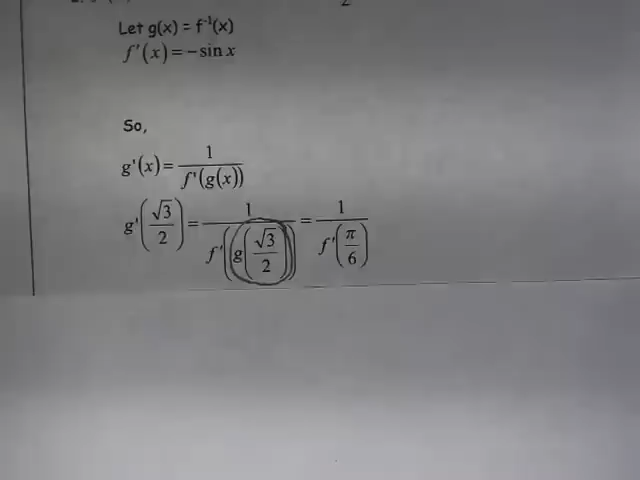 Let g(x) = f⁻¹(x)
f'(x) = −sin x
So,
g'(x) = 1/f'(g(x))
g'(√3/2) = 1/f'(g(√3/2)) = 1/f'(π/6)